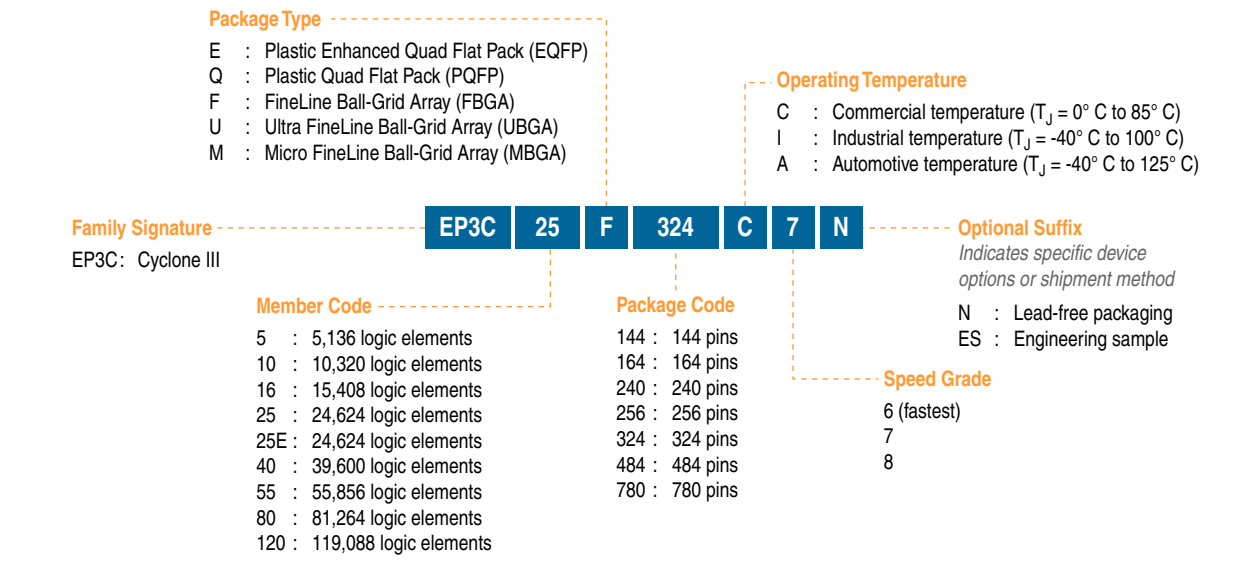 Package Type
E : Plastic Enhanced Quad Flat Pack (EQFP)
Q : Plastic Quad Flat Pack (PQFP)
F : FineLine Ball-Grid Array (FBGA)
U : Ultra FineLine Ball-Grid Array (UBGA)
M : Micro FineLine Ball-Grid Array (MBGA)
Operating Temperature
C : Commercial temperature (TJ = 0° C to 85° C)
I : Industrial temperature (TJ = -40° C to 100° C)
A : Automotive temperature (TJ = -40° C to 125° C)
Family Signature
EP3C : Cyclone III
EP3C 25 F 324 C 7 N
Optional Suffix
Indicates specific device
options or shipment method
N : Lead-free packaging
ES : Engineering sample
Member Code
5 : 5,136 logic elements
10 : 10,320 logic elements
16 : 15,408 logic elements
25 : 24,624 logic elements
25E : 24,624 logic elements
40 : 39,600 logic elements
55 : 55,856 logic elements
80 : 81,264 logic elements
120 : 119,088 logic elements
Package Code
144 : 144 pins
164 : 164 pins
240 : 240 pins
256 : 256 pins
324 : 324 pins
484 : 484 pins
780 : 780 pins
Speed Grade
6 (fastest)
7
8